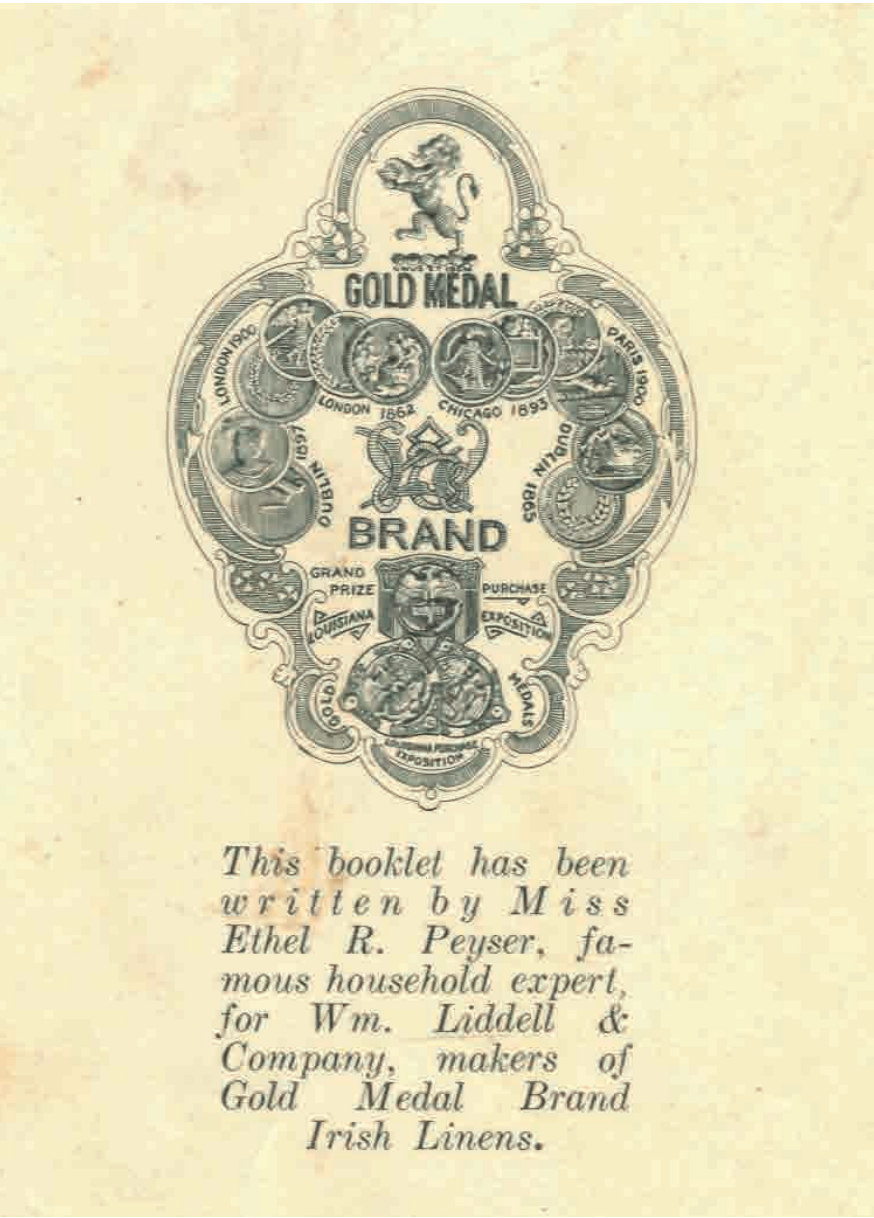 GOLD MEDAL
LONDON 1900
PARIS 1900
LONDON 1862
CHICAGO 1893
DUBLIN 1897
DUBLIN 1865
BRAND
GRAND
PRIZE
PURCHASE
LOUISIANA
EXPOSITION
GOLD
MEDALS
LOUISIANA PURCHASE
EXPOSITION
This booklet has been
written by Miss
Ethel R. Peyser, fa-
mous household expert,
for Wm. Liddell &
Company, makers of
Gold Medal Brand
Irish Linens.